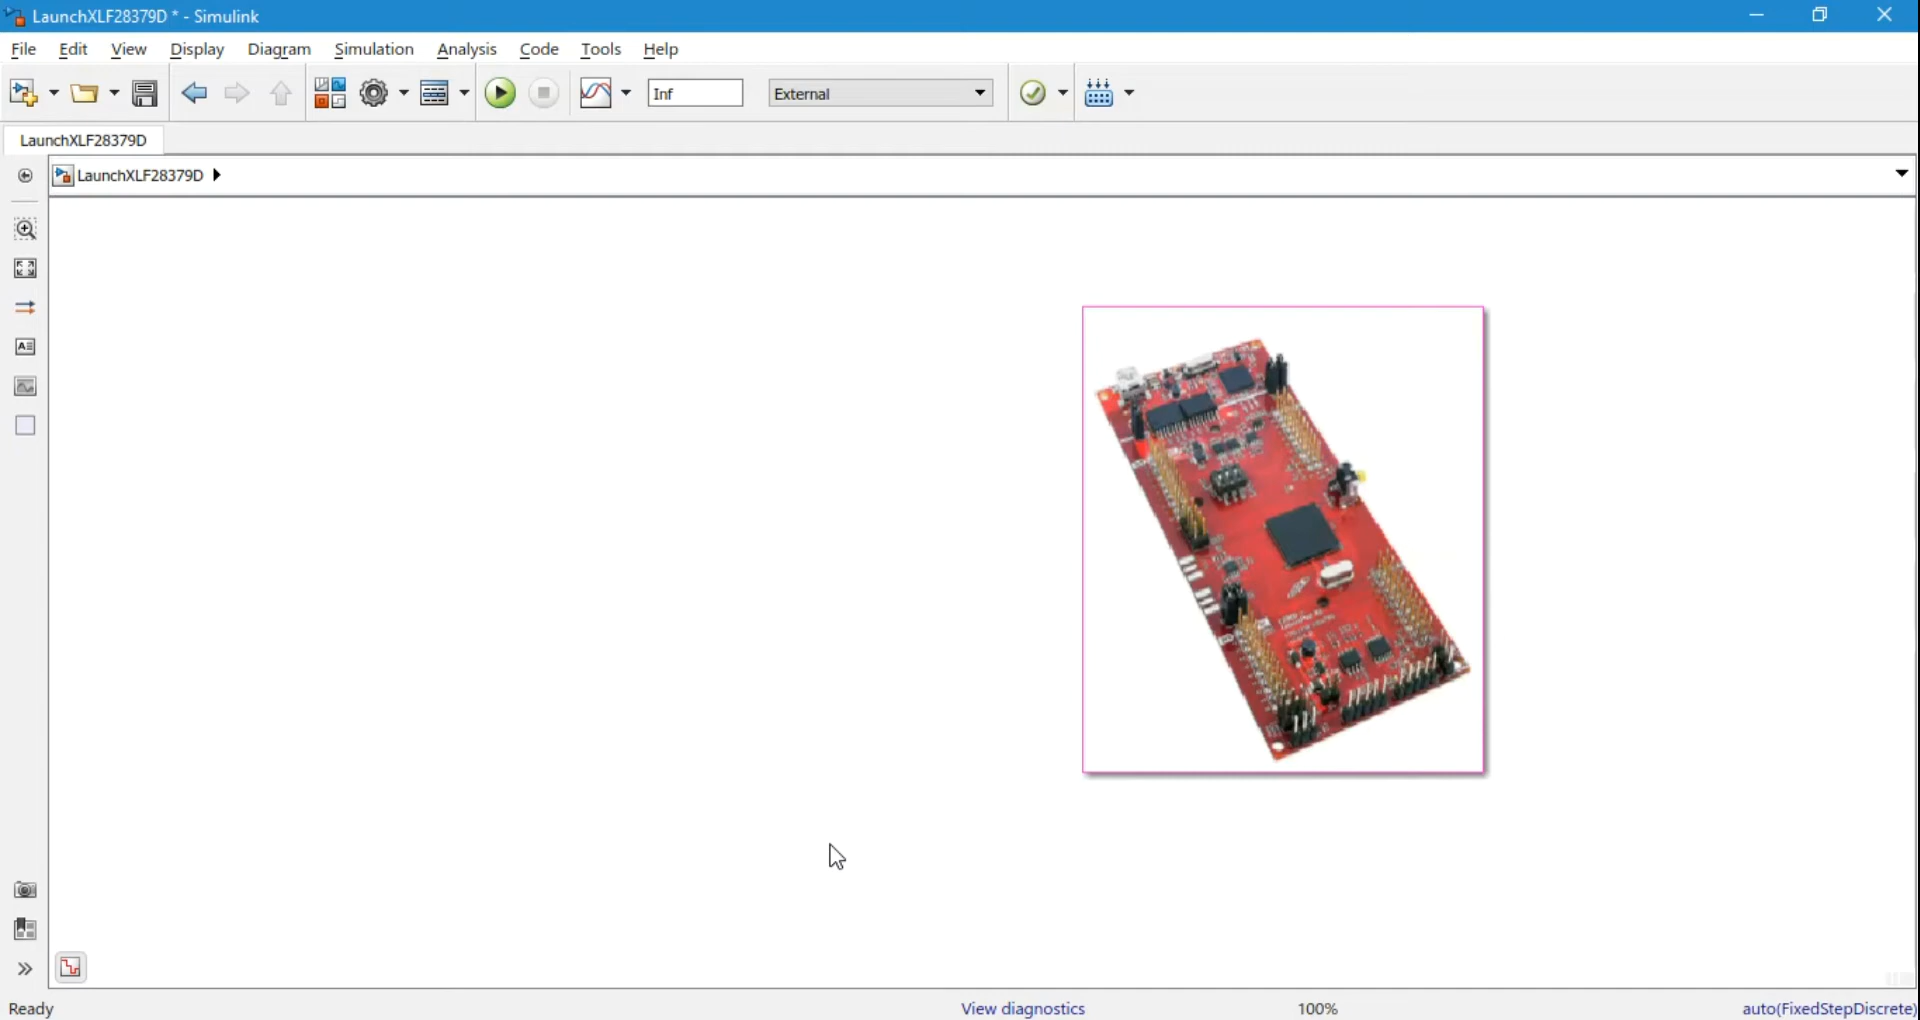 LaunchXLF28379D * - Simulink
File Edit View Display Diagram Simulation Analysis Code Tools Help
Inf External
LaunchXLF28379D
LaunchXLF28379D
Ready View diagnostics 100% auto(FixedStepDiscrete)